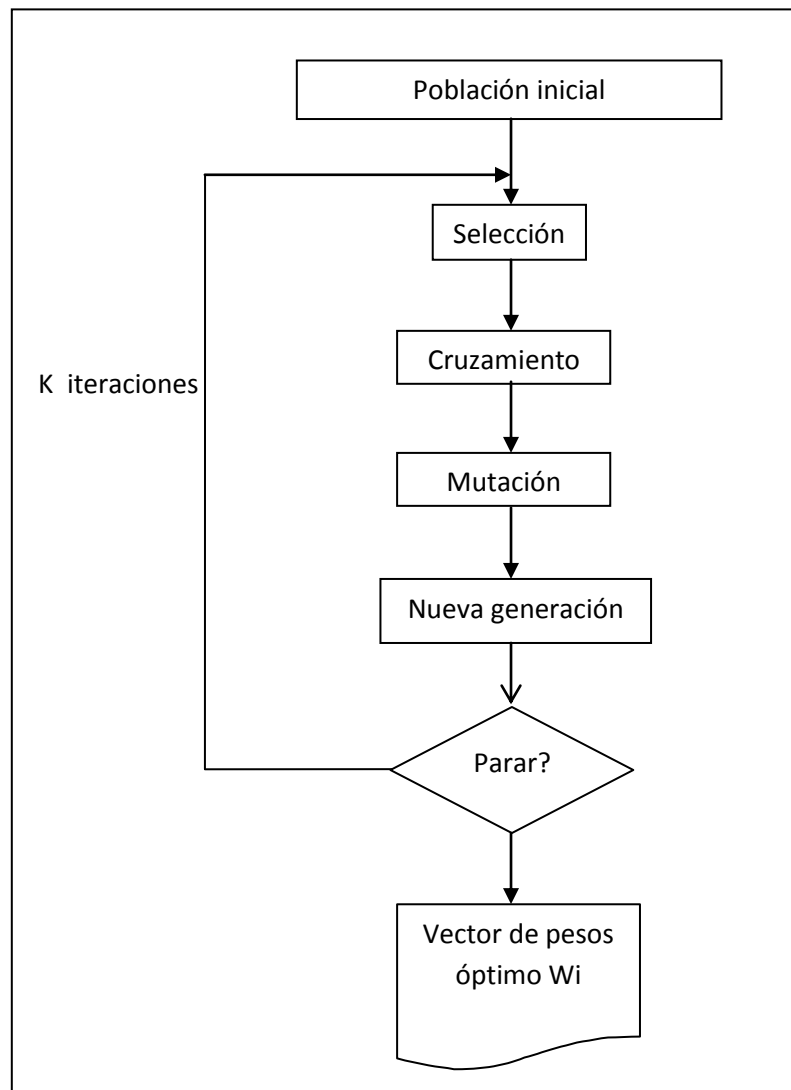 Población inicial
Selección
Cruzamiento
K iteraciones
Mutación
Nueva generación
Parar?
Vector de pesos
óptimo Wi